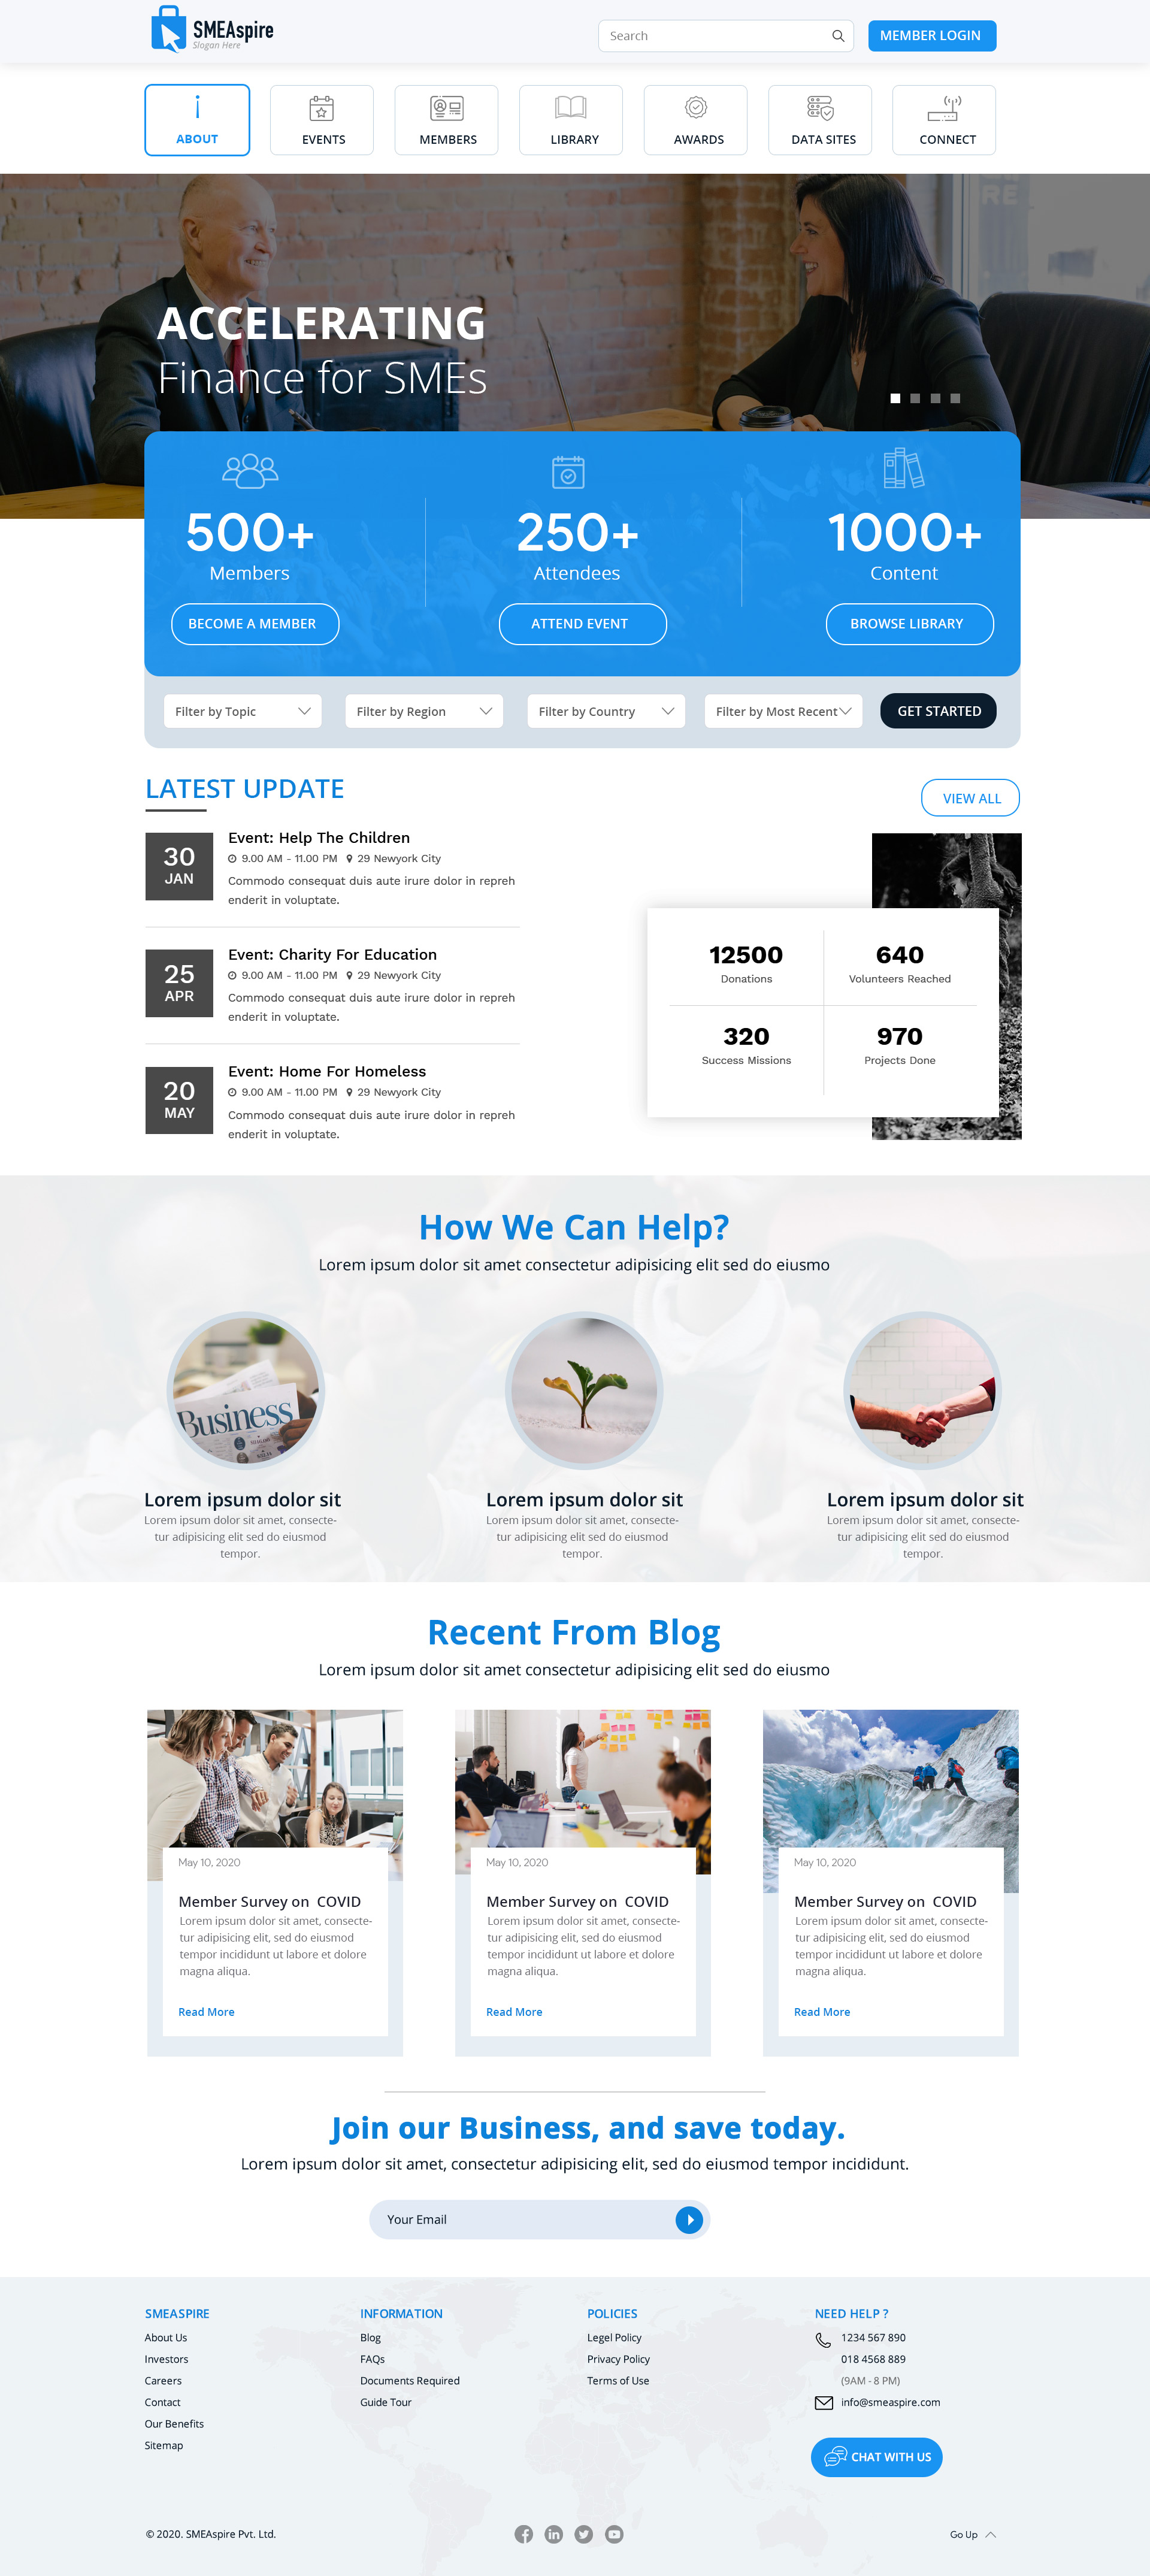 SMEAspire
Slogan Here
Search
MEMBER LOGIN
ABOUT
EVENTS
MEMBERS
LIBRARY
AWARDS
DATA SITES
CONNECT
RE
ACCELERATING
Finance for SMEs
500+
Members
BECOME A MEMBER
250+
Attendees
ATTEND EVENT
1000+
Content
BROWSE LIBRARY
Filter by Topic
Filter by Region
Filter by Country
Filter by Most Recent
GET STARTED
LATEST UPDATE
VIEW ALL
30
JAN
Event: Help The Children
9.00 AM - 11.00 PM 29 Newyork City
Commodo consequat duis aute irure dolor in repreh
enderit in voluptate.
25
APR
Event: Charity For Education
9.00 AM - 11.00 PM 29 Newyork City
Commodo consequat duis aute irure dolor in repreh
enderit in voluptate.
20
MAY
Event: Home For Homeless
9.00 AM - 11.00 PM 29 Newyork City
Commodo consequat duis aute irure dolor in repreh
enderit in voluptate.
12500
Donations
640
Volunteers Reached
320
Success Missions
970
Projects Done
How We Can Help?
Lorem ipsum dolor sit amet consectetur adipisicing elit sed do eiusmo
Business
Lorem ipsum dolor sit
Lorem ipsum dolor sit amet, consecte-
tur adipisicing elit sed do eiusmod
tempor.
Lorem ipsum dolor sit
Lorem ipsum dolor sit amet, consecte-
tur adipisicing elit sed do eiusmod
tempor.
Lorem ipsum dolor sit
Lorem ipsum dolor sit amet, consecte-
tur adipisicing elit sed do eiusmod
tempor.
Recent From Blog
Lorem ipsum dolor sit amet consectetur adipisicing elit sed do eiusmo
May 10, 2020
Member Survey on COVID
Lorem ipsum dolor sit amet, consecte-
tur adipisicing elit, sed do eiusmod
tempor incididunt ut labore et dolore
magna aliqua.
Read More
May 10, 2020
Member Survey on COVID
Lorem ipsum dolor sit amet, consecte-
tur adipisicing elit, sed do eiusmod
tempor incididunt ut labore et dolore
magna aliqua.
Read More
May 10, 2020
Member Survey on COVID
Lorem ipsum dolor sit amet, consecte-
tur adipisicing elit, sed do eiusmod
tempor incididunt ut labore et dolore
magna aliqua.
Read More
Join our Business, and save today.
Lorem ipsum dolor sit amet, consectetur adipisicing elit, sed do eiusmod tempor incididunt.
Your Email
SMEASPIRE
About Us
Investors
Careers
Contact
Our Benefits
Sitemap
INFORMATION
Blog
FAQs
Documents Required
Guide Tour
POLICIES
Legel Policy
Privacy Policy
Terms of Use
NEED HELP ?
1234 567 890
018 4568 889
(9AM - 8 PM)
info@smeaspire.com
CHAT WITH US
© 2020. SMEAspire Pvt. Ltd.
Go Up